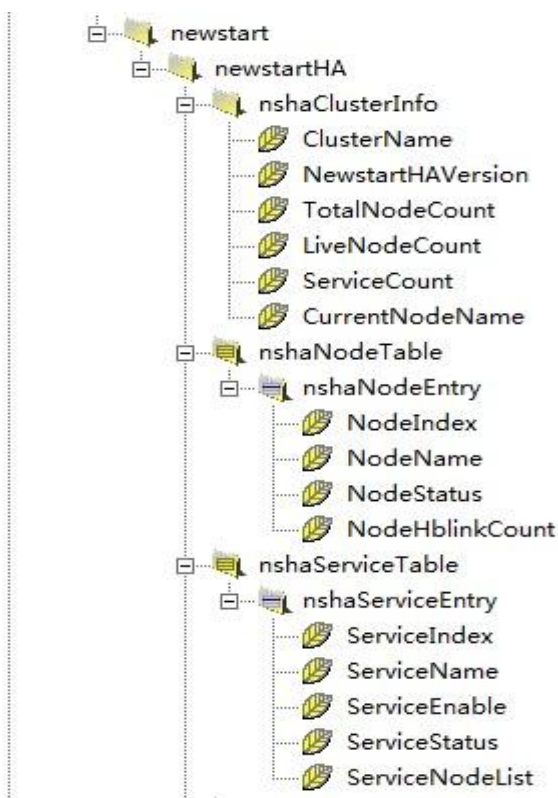 newstart
newstartHA
nshaClusterInfo
ClusterName
NewstartHAVersion
TotalNodeCount
LiveNodeCount
ServiceCount
CurrentNodeName
nshaNodeTable
nshaNodeEntry
NodeIndex
NodeName
NodeStatus
NodeHblinkCount
nshaServiceTable
nshaServiceEntry
ServiceIndex
ServiceName
ServiceEnable
ServiceStatus
ServiceNodeList